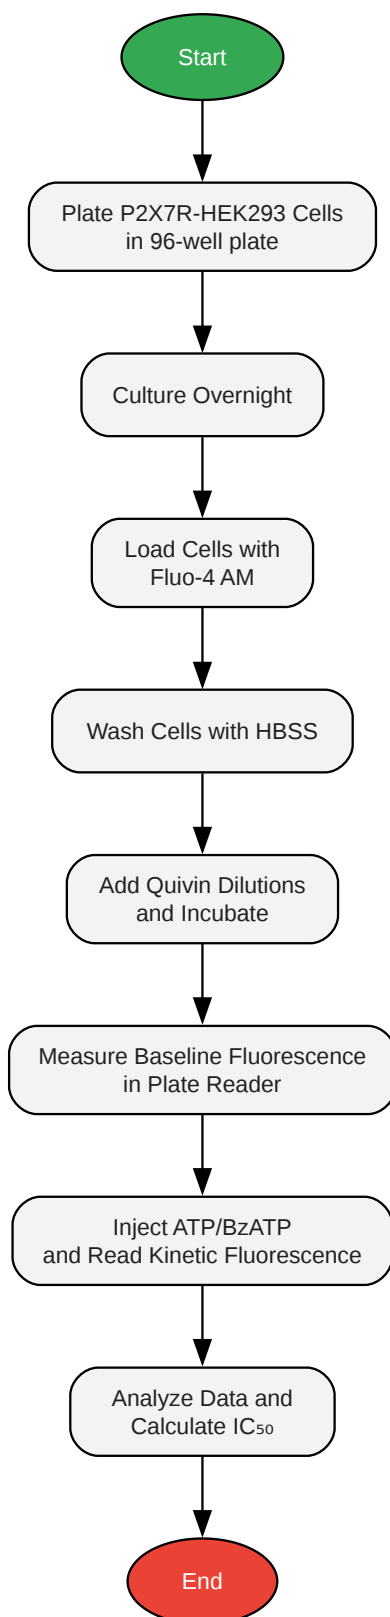 Start
Plate P2X7R-HEK293 Cells
in 96-well plate
Culture Overnight
Load Cells with
Fluo-4 AM
Wash Cells with HBSS
Add Quivin Dilutions
and Incubate
Measure Baseline Fluorescence
in Plate Reader
Inject ATP/BzATP
and Read Kinetic Fluorescence
Analyze Data and
Calculate IC₅₀
End